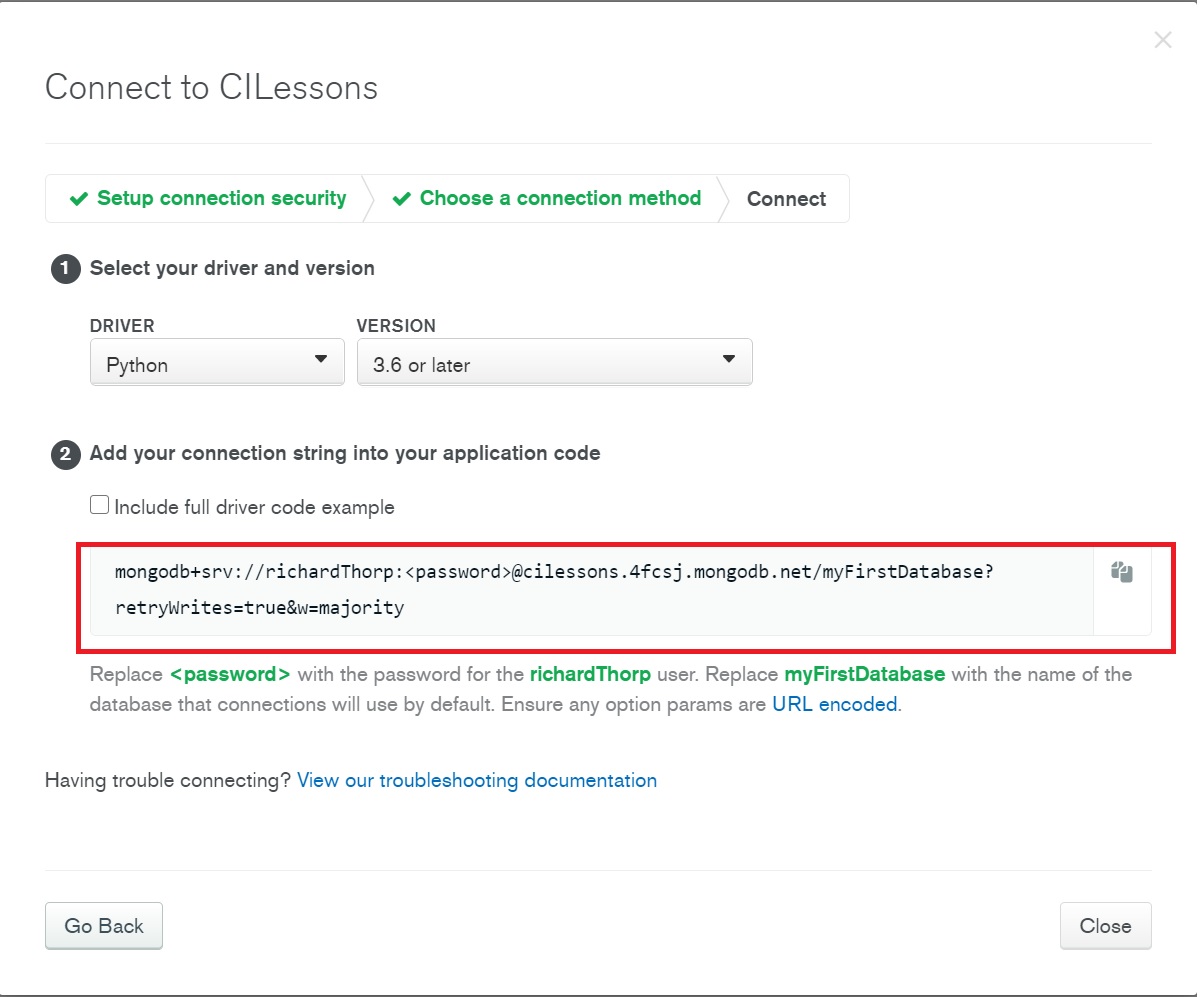 Connect to CILessons
Setup connection security
Choose a connection method
Connect
1 Select your driver and version
DRIVER VERSION
Python 3.6 or later
2 Add your connection string into your application code
Include full driver code example
mongodb+srv://richardThorp:<password>@cilessons.4fcsj.mongodb.net/myFirstDatabase?
retryWrites=true&w=majority
Replace <password> with the password for the richardThorp user. Replace myFirstDatabase with the name of the
database that connections will use by default. Ensure any option params are URL encoded.
Having trouble connecting? View our troubleshooting documentation
Go Back Close